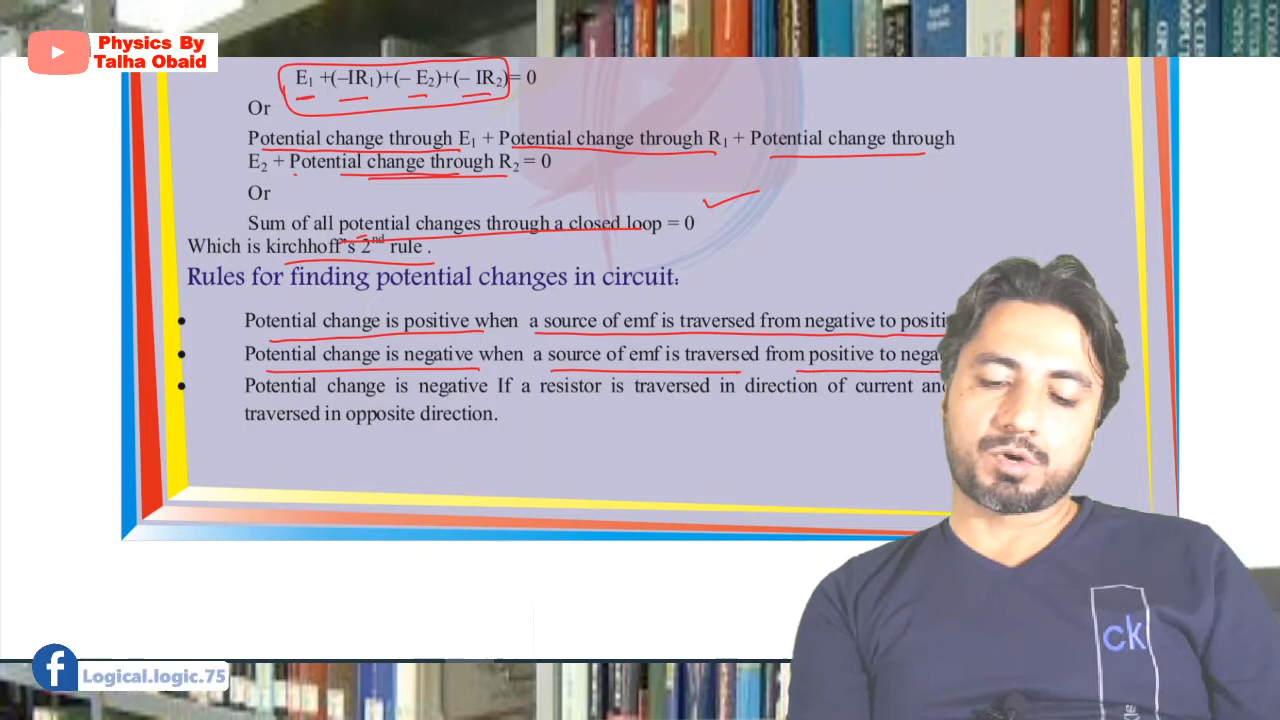 Physics By
Talha Obaid
E₁ +(–IR₁)+(– E₂)+(– IR₂)= 0
Or
Potential change through E₁ + Potential change through R₁ + Potential change through
E₂ + Potential change through R₂ = 0
Or
Sum of all potential changes through a closed loop = 0
Which is kirchhoff's 2ⁿᵈ rule .
Rules for finding potential changes in circuit:
• Potential change is positive when a source of emf is traversed from negative to
• Potential change is negative when a source of emf is traversed from positive to
• Potential change is negative If a resistor is traversed in direction of current
traversed in opposite direction.
ck
Logical.logic.75